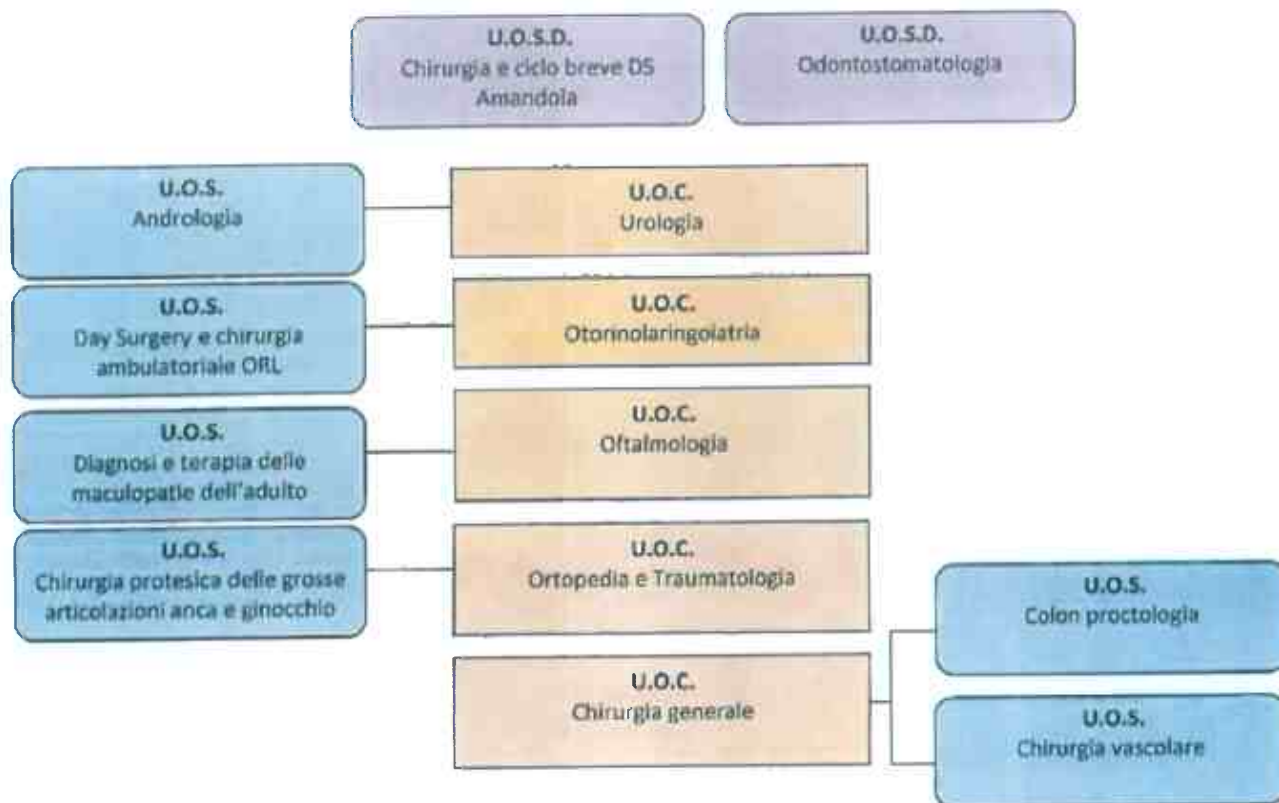 U.O.S.D.
Chirurgia e ciclo breve DS
Amandola
U.O.S.D.
Odontostomatologia
U.O.S.
Andrologia
U.O.C.
Urologia
U.O.S.
Day Surgery e chirurgia
ambulatoriale ORL
U.O.C.
Otorinolaringoiatria
U.O.S.
Diagnosi e terapia delle
maculopatie dell'adulto
U.O.C.
Oftalmologia
U.O.S.
Chirurgia protesica delle grosse
articolazioni anca e ginocchio
U.O.C.
Ortopedia e Traumatologia
U.O.S.
Colon proctologia
U.O.C.
Chirurgia generale
U.O.S.
Chirurgia vascolare